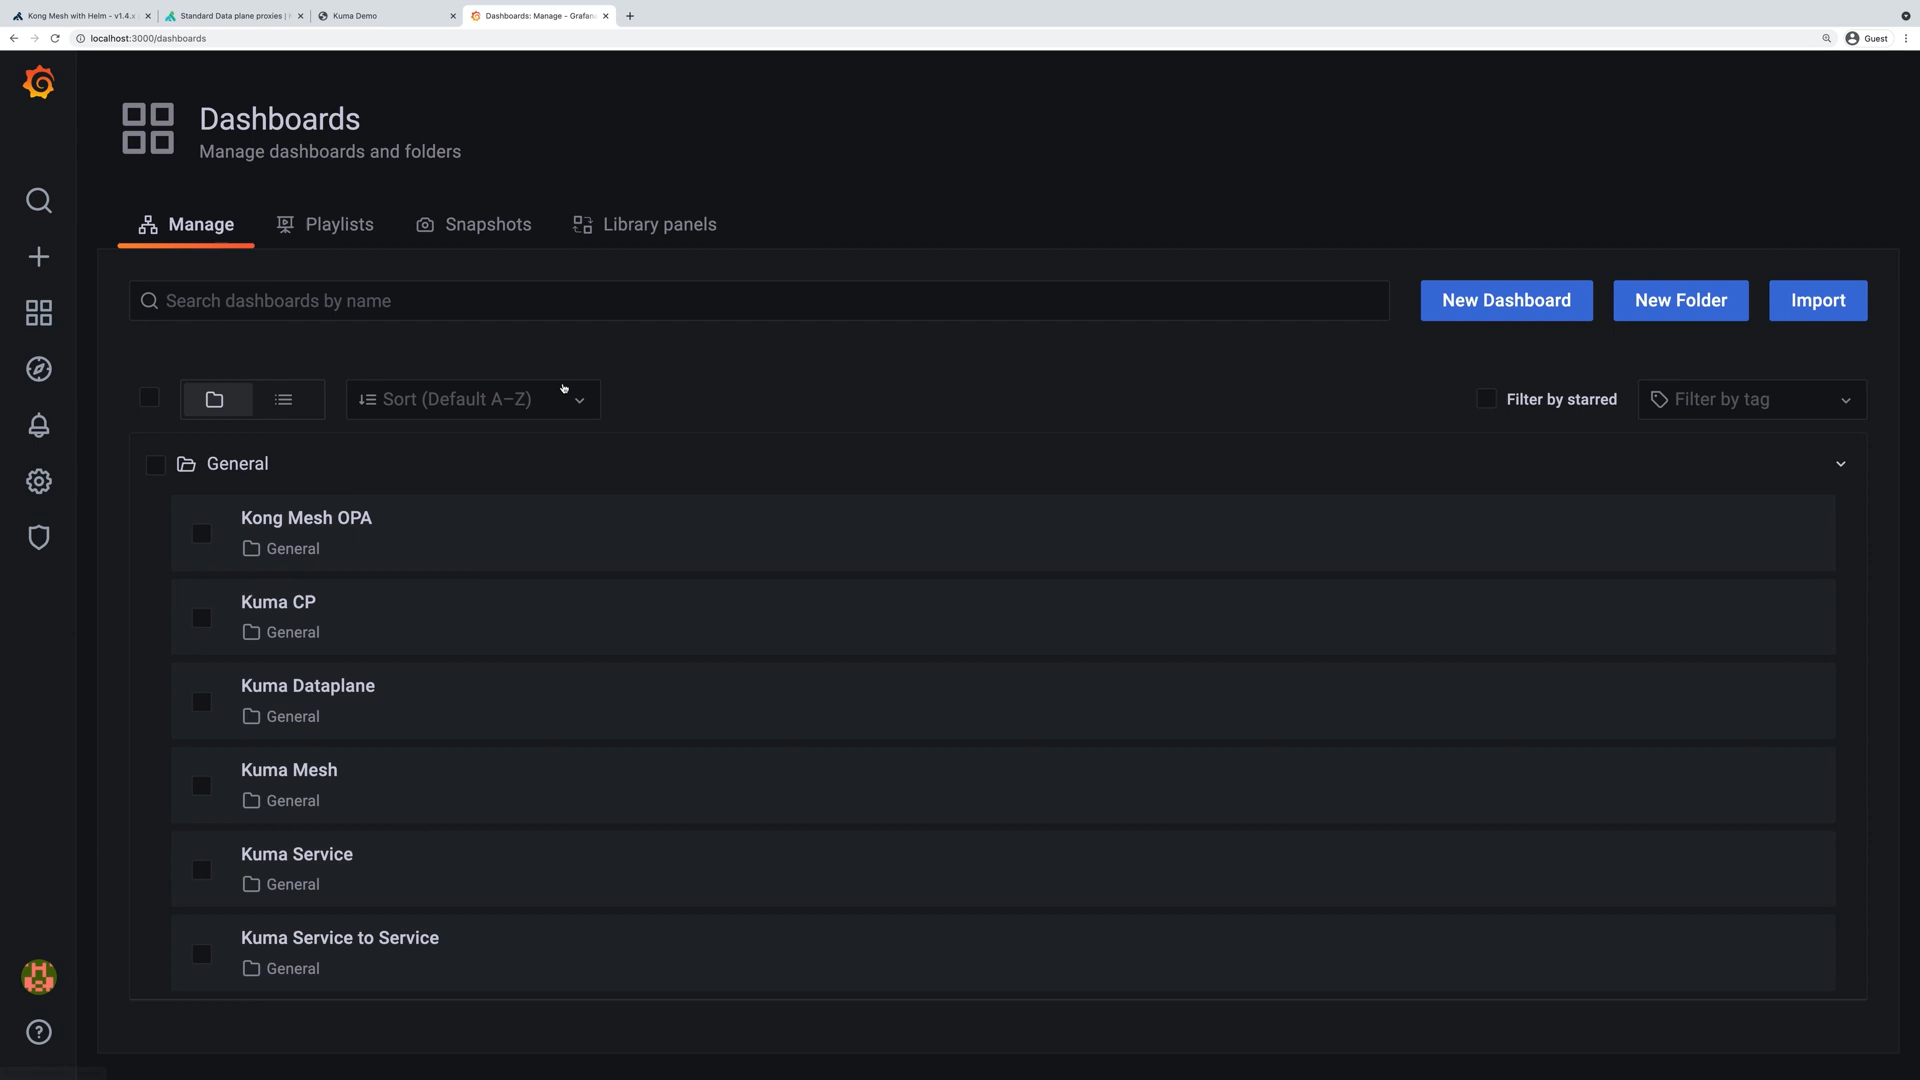 Kong Mesh with Helm - v1.4.x
Standard Data plane proxies |
Kuma Demo
Dashboards: Manage - Grafan
localhost:3000/dashboards
Guest
Dashboards
Manage dashboards and folders
Manage
Playlists
Snapshots
Library panels
Search dashboards by name
New Dashboard
New Folder
Import
Sort (Default A–Z)
Filter by starred
Filter by tag
General
Kong Mesh OPA
General
Kuma CP
General
Kuma Dataplane
General
Kuma Mesh
General
Kuma Service
General
Kuma Service to Service
General